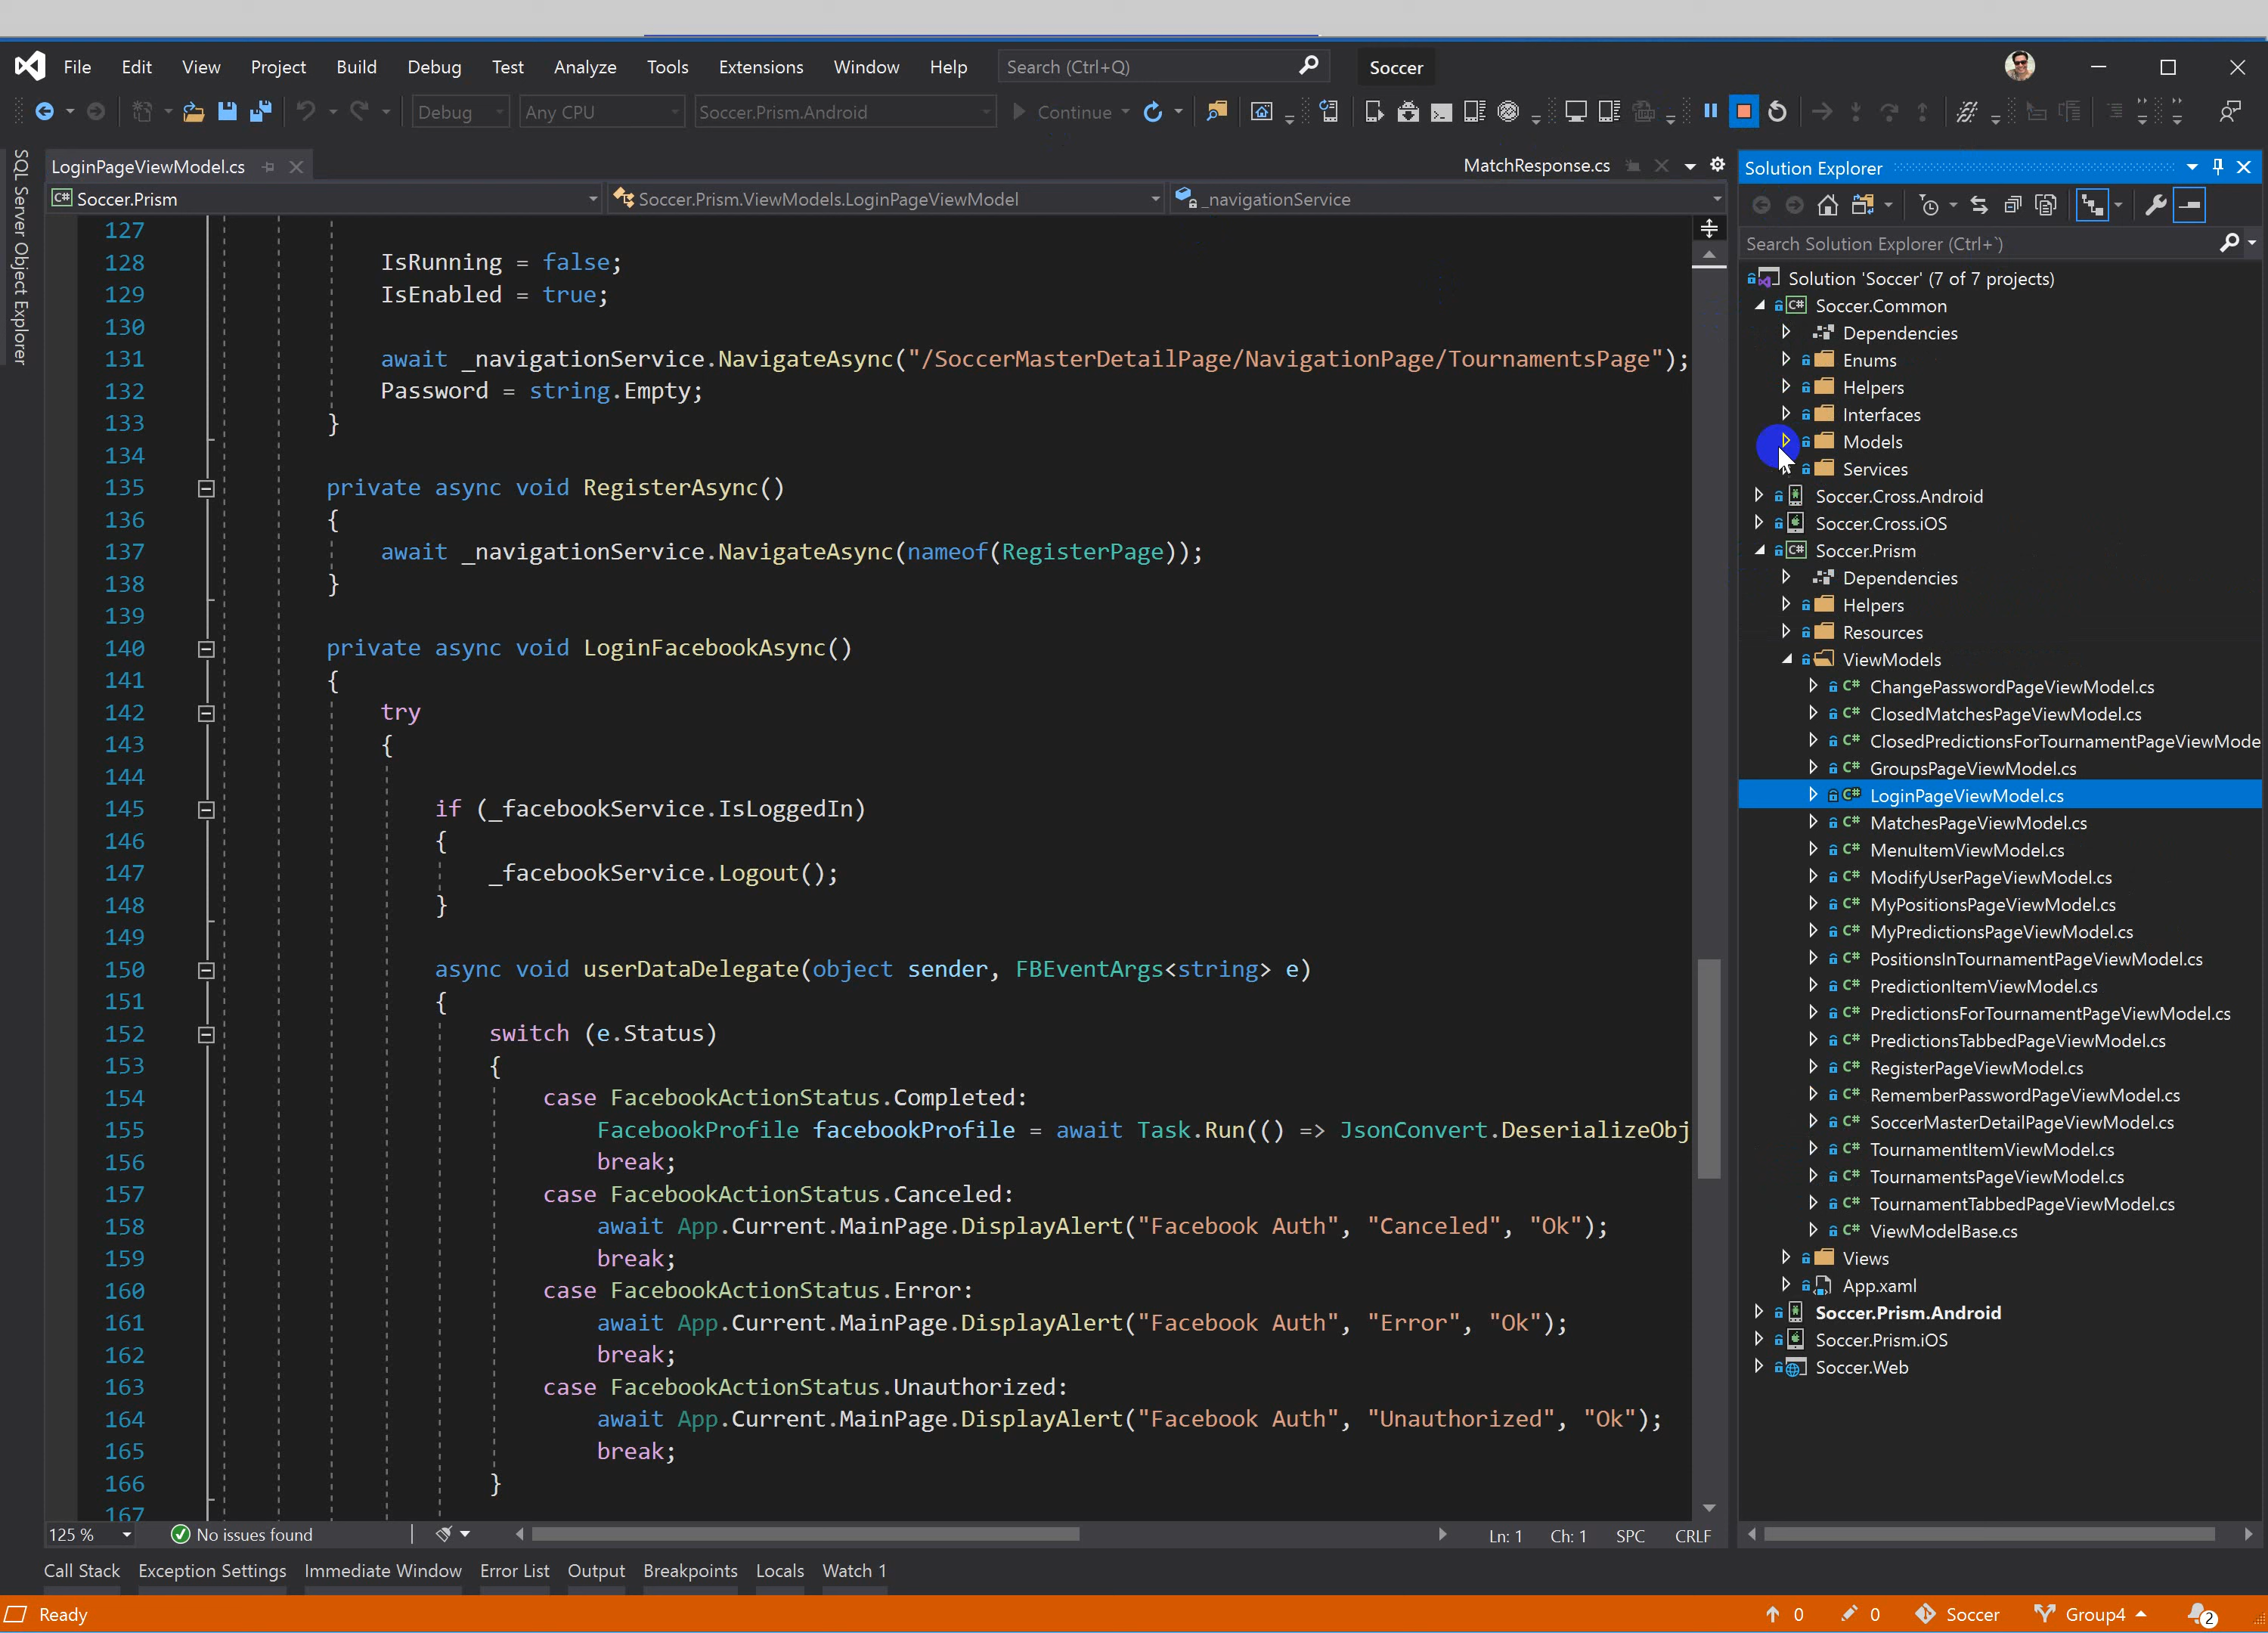 File Edit View Project Build Debug Test Analyze Tools Extensions Window Help Search (Ctrl+Q) Soccer
Debug Any CPU Soccer.Prism.Android Continue
SQL Server Object Explorer
LoginPageViewModel.cs MatchResponse.cs
C# Soccer.Prism Soccer.Prism.ViewModels.LoginPageViewModel _navigationService
127
128 IsRunning = false;
129 IsEnabled = true;
130
131 await _navigationService.NavigateAsync("/SoccerMasterDetailPage/NavigationPage/TournamentsPage");
132 Password = string.Empty;
133 }
134
135 private async void RegisterAsync()
136 {
137 await _navigationService.NavigateAsync(nameof(RegisterPage));
138 }
139
140 private async void LoginFacebookAsync()
141 {
142 try
143 {
144
145 if (_facebookService.IsLoggedIn)
146 {
147 _facebookService.Logout();
148 }
149
150 async void userDataDelegate(object sender, FBEventArgs<string> e)
151 {
152 switch (e.Status)
153 {
154 case FacebookActionStatus.Completed:
155 FacebookProfile facebookProfile = await Task.Run(() => JsonConvert.DeserializeObj
156 break;
157 case FacebookActionStatus.Canceled:
158 await App.Current.MainPage.DisplayAlert("Facebook Auth", "Canceled", "Ok");
159 break;
160 case FacebookActionStatus.Error:
161 await App.Current.MainPage.DisplayAlert("Facebook Auth", "Error", "Ok");
162 break;
163 case FacebookActionStatus.Unauthorized:
164 await App.Current.MainPage.DisplayAlert("Facebook Auth", "Unauthorized", "Ok");
165 break;
166 }
167
125 % No issues found Ln: 1 Ch: 1 SPC CRLF
Solution Explorer
Search Solution Explorer (Ctrl+`)
Solution 'Soccer' (7 of 7 projects)
C# Soccer.Common
Dependencies
Enums
Helpers
Interfaces
Models
Services
Soccer.Cross.Android
Soccer.Cross.iOS
C# Soccer.Prism
Dependencies
Helpers
Resources
ViewModels
C# ChangePasswordPageViewModel.cs
C# ClosedMatchesPageViewModel.cs
C# ClosedPredictionsForTournamentPageViewMode
C# GroupsPageViewModel.cs
C# LoginPageViewModel.cs
C# MatchesPageViewModel.cs
C# MenuItemViewModel.cs
C# ModifyUserPageViewModel.cs
C# MyPositionsPageViewModel.cs
C# MyPredictionsPageViewModel.cs
C# PositionsInTournamentPageViewModel.cs
C# PredictionItemViewModel.cs
C# PredictionsForTournamentPageViewModel.cs
C# PredictionsTabbedPageViewModel.cs
C# RegisterPageViewModel.cs
C# RememberPasswordPageViewModel.cs
C# SoccerMasterDetailPageViewModel.cs
C# TournamentItemViewModel.cs
C# TournamentsPageViewModel.cs
C# TournamentTabbedPageViewModel.cs
C# ViewModelBase.cs
Views
App.xaml
Soccer.Prism.Android
Soccer.Prism.iOS
Soccer.Web
Call Stack Exception Settings Immediate Window Error List Output Breakpoints Locals Watch 1
Ready 0 0 Soccer Group4 2